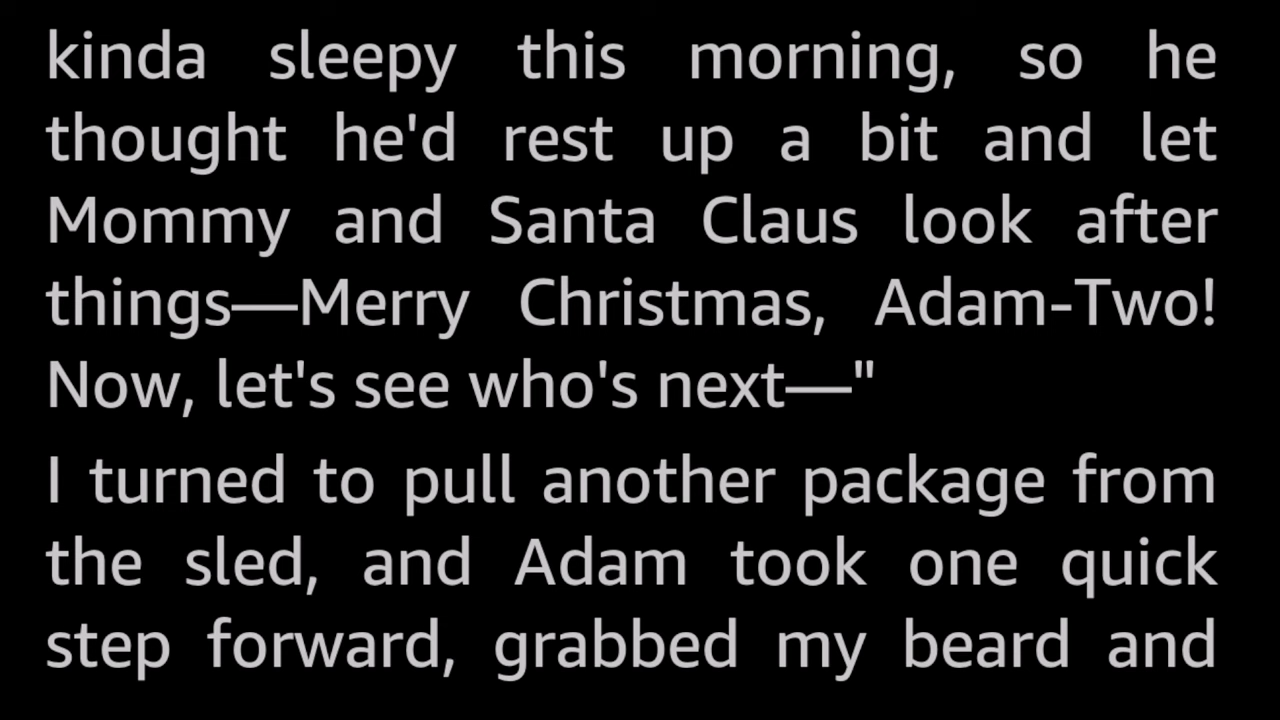 kinda sleepy this morning, so he
thought he'd rest up a bit and let
Mommy and Santa Claus look after
things—Merry Christmas, Adam-Two!
Now, let's see who's next—"
I turned to pull another package from
the sled, and Adam took one quick
step forward, grabbed my beard and